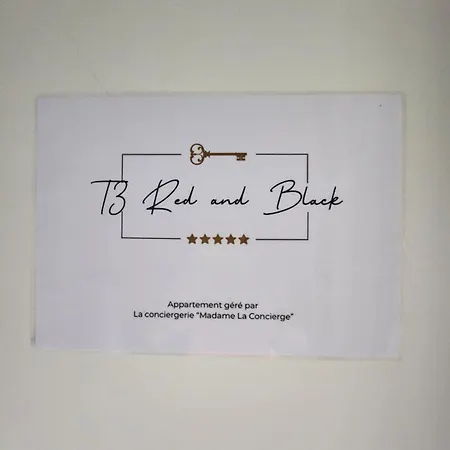 T3 Red and Black
Appartement géré par
La conciergerie "Madame La Concierge"